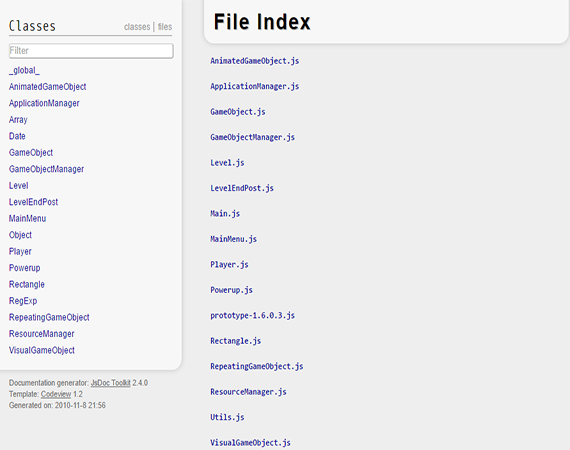 Classes
classes | files
Filter
_global_
AnimatedGameObject
ApplicationManager
Array
Date
GameObject
GameObjectManager
Level
LevelEndPost
MainMenu
Object
Player
Powerup
Rectangle
RegExp
RepeatingGameObject
ResourceManager
VisualGameObject
Documentation generator: JsDoc Toolkit 2.4.0
Template: Codeview 1.2
Generated on: 2010-11-8 21:56
File Index
AnimatedGameObject.js
ApplicationManager.js
GameObject.js
GameObjectManager.js
Level.js
LevelEndPost.js
Main.js
MainMenu.js
Player.js
Powerup.js
prototype-1.6.0.3.js
Rectangle.js
RepeatingGameObject.js
ResourceManager.js
Utils.js
VisualGameObject.js